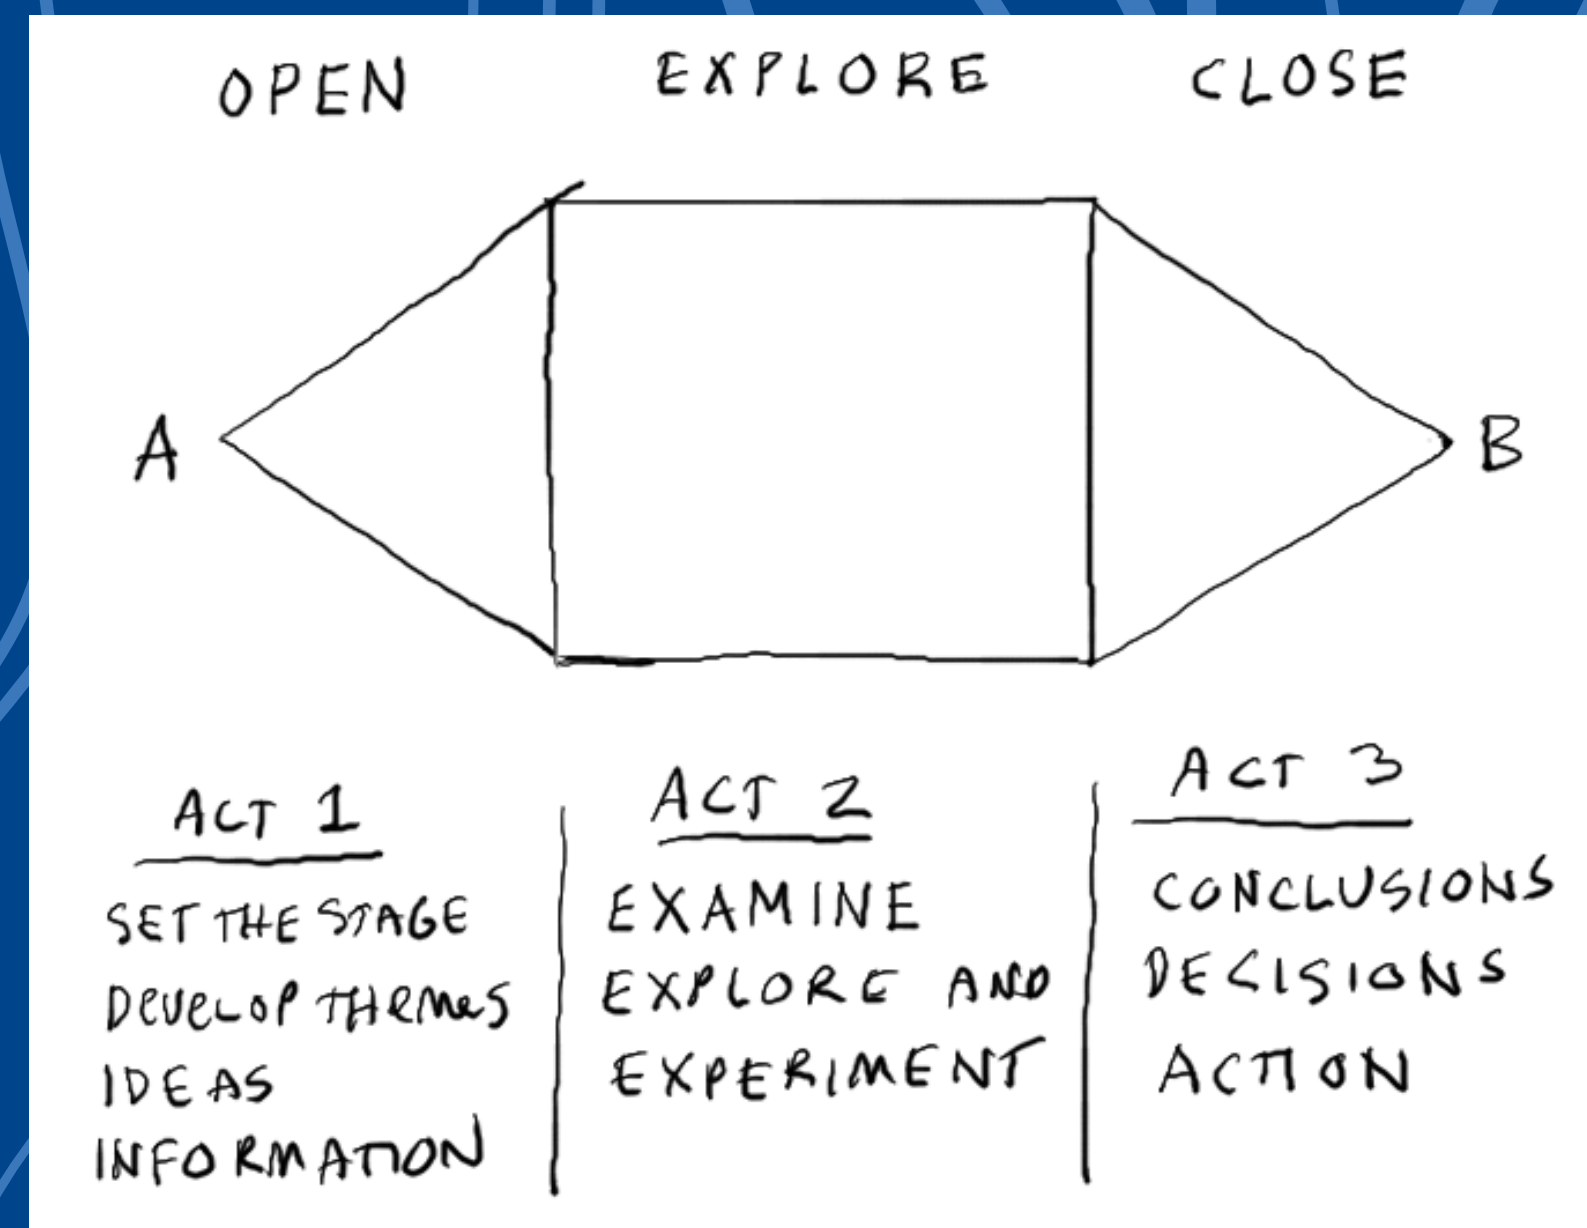 OPEN EXPLORE CLOSE
A B
ACT 1
SET THE STAGE
DEVELOP THEMES
IDEAS
INFORMATION
ACT 2
EXAMINE
EXPLORE AND
EXPERIMENT
ACT 3
CONCLUSIONS
DECISIONS
ACTION